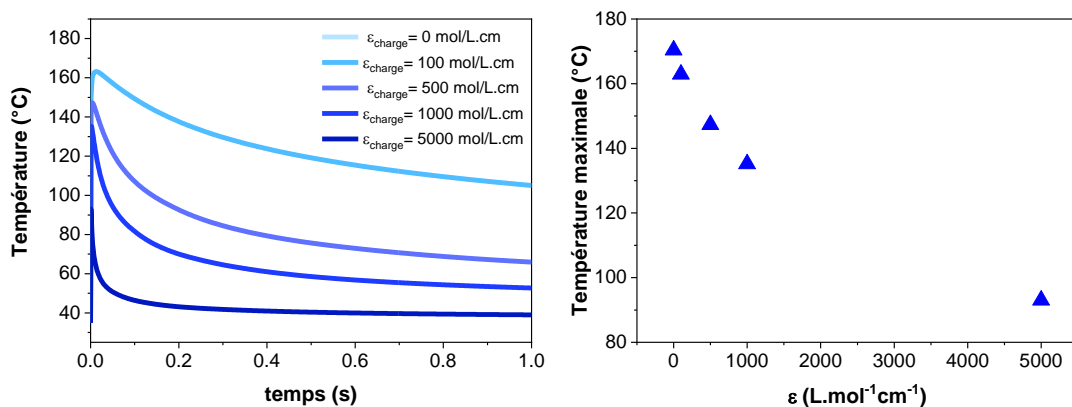 180
160
140
120
100
80
60
40
Température (°C)
0.0
0.2
0.4
0.6
0.8
1.0
temps (s)
εcharge= 0 mol/L.cm
εcharge= 100 mol/L.cm
εcharge= 500 mol/L.cm
εcharge= 1000 mol/L.cm
εcharge= 5000 mol/L.cm
180
160
140
120
100
80
Température maximale (°C)
0
1000
2000
3000
4000
5000
ε (L.mol⁻¹cm⁻¹)